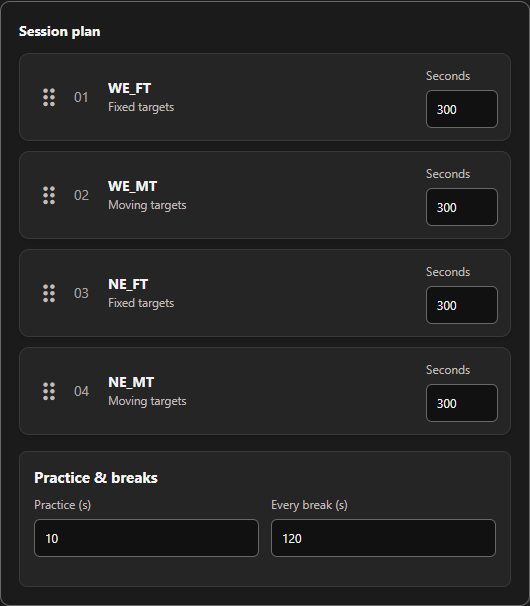 Session plan
01
WE_FT
Fixed targets
Seconds
300
02
WE_MT
Moving targets
Seconds
300
03
NE_FT
Fixed targets
Seconds
300
04
NE_MT
Moving targets
Seconds
300
Practice & breaks
Practice (s)
Every break (s)
10
120